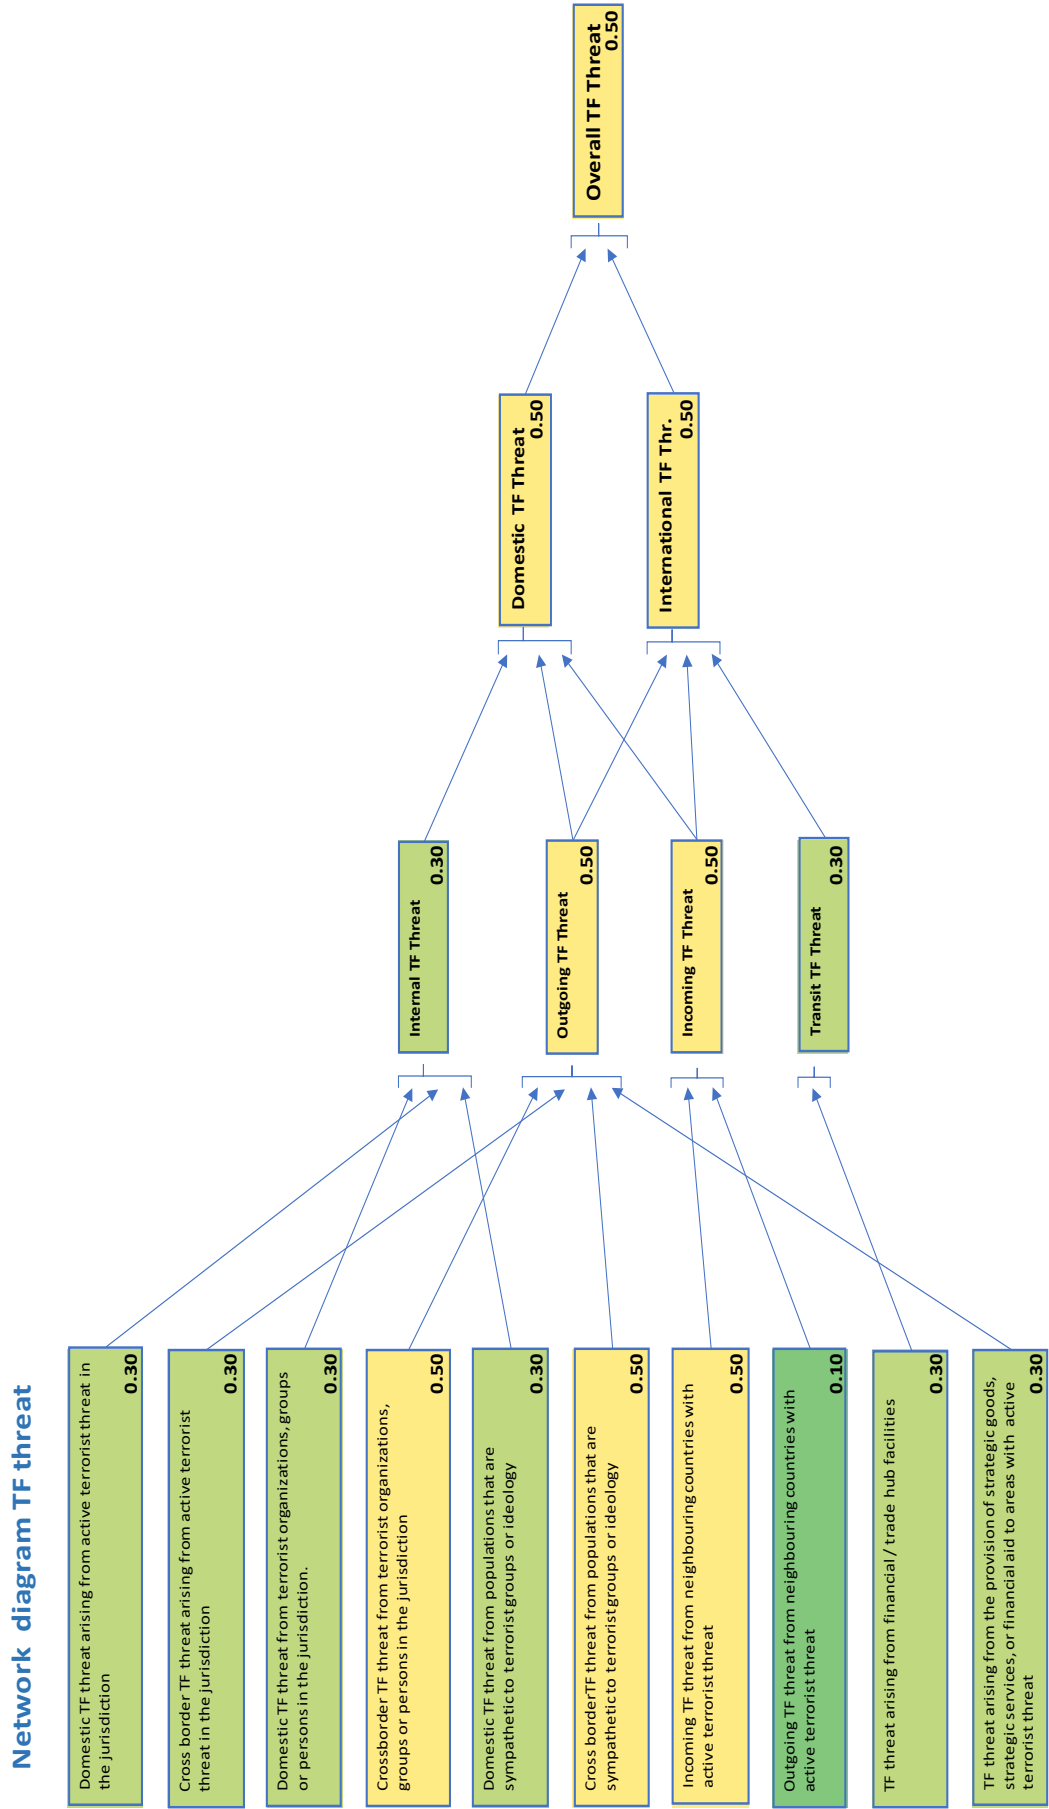 Network diagram TF threat
Domestic TF threat arising from active terrorist threat in
the jurisdiction
0.30
Cross border TF threat arising from active terrorist
threat in the jurisdiction
0.30
Domestic TF threat from terrorist organizations, groups
or persons in the jurisdiction.
0.30
Crossborder TF threat from terrorist organizations,
groups or persons in the jurisdiction
0.50
Domestic TF threat from populations that are
sympathetic to terrorist groups or ideology
0.30
Cross borderTF threat from populations that are
sympathetic to terrorist groups or ideology
0.50
Incoming TF threat from neighbouring countries with
active terrorist threat
0.50
Outgoing TF threat from neighbouring countries with
active terrorist threat
0.10
TF threat arising from financial / trade hub facilities
0.30
TF threat arising from the provision of strategic goods,
strategic services, or financial aid to areas with active
terrorist threat
0.30
Internal TF Threat
0.30
Outgoing TF Threat
0.50
Incoming TF Threat
0.50
Transit TF Threat
0.30
Domestic TF Threat
0.50
International TF Thr.
0.50
Overall TF Threat
0.50